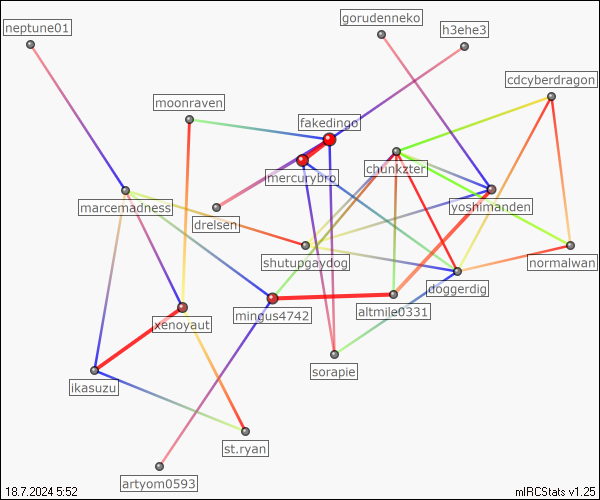 gorudenneko
neptune01
h3ehe3
cdcyberdragon
moonraven
fakedingo
chunkzter
mercurybro
marcemadness
yoshimanden
drelsen
shutupgaydog
normalwan
doggerdig
altmile0331
mingus4742
xenoyaut
sorapie
ikasuzu
st.ryan
artyom0593
18.7.2024 5:52
mIRCStats v1.25